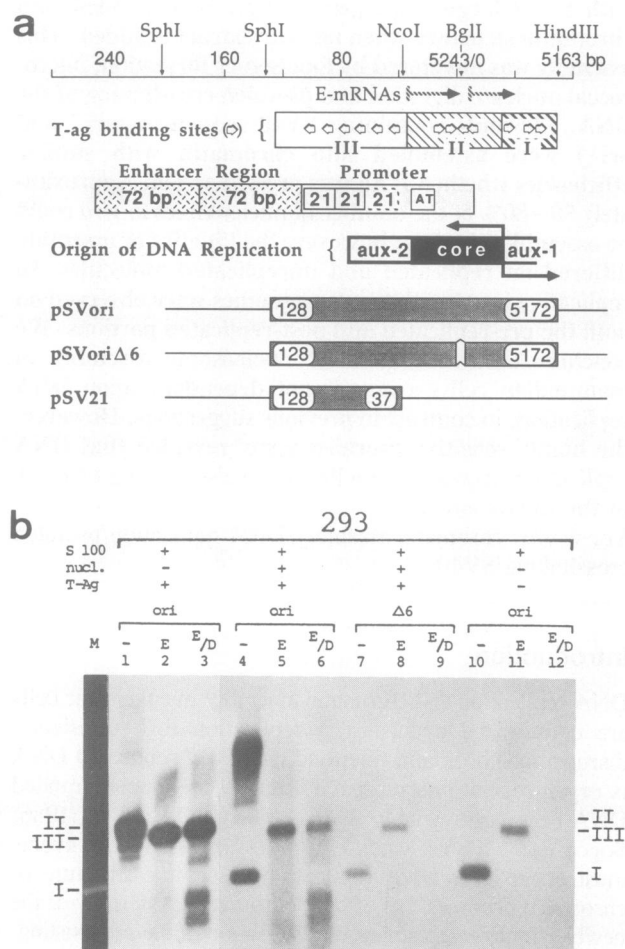 a
SphI SphI NcoI BglI HindIII
240 160 80 5243/0 5163 bp
E-mRNAs
T-ag binding sites (⇨) {
III II I
Enhancer Region Promoter
72 bp 72 bp 21 21 21 AT
Origin of DNA Replication { aux-2 core aux-1
pSVori 128 5172
pSVoriΔ6 128 5172
pSV21 128 37
b
293
S 100 + + + +
nucl. - + + -
T-Ag + + + -
ori ori Δ6 ori
M - E E/D - E E/D - E E/D - E E/D
1 2 3 4 5 6 7 8 9 10 11 12
II II
III III
I I